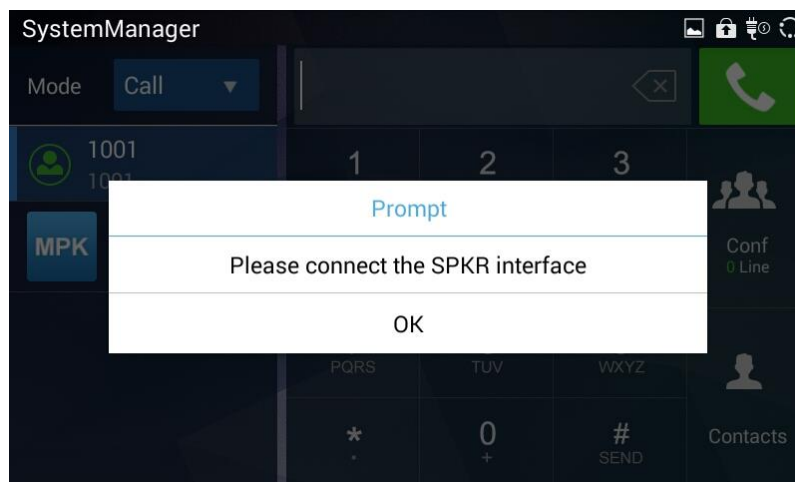 SystemManager
Mode
Call
1001
1001
MPK
1
2
3
Prompt
Please connect the SPKR interface
OK
Conf
0 Line
PQRS
TUV
WXYZ
*
0
+
#
SEND
Contacts